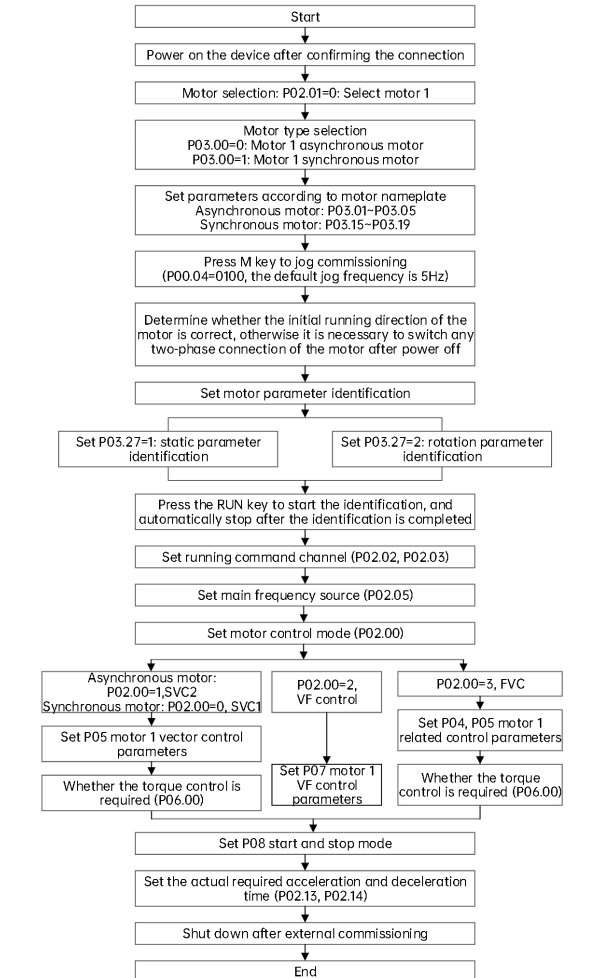 Start
Power on the device after confirming the connection
Motor selection: P02.01=0: Select motor 1
Motor type selection
P03.00=0: Motor 1 asynchronous motor
P03.00=1: Motor 1 synchronous motor
Set parameters according to motor nameplate
Asynchronous motor: P03.01~P03.05
Synchronous motor: P03.15~P03.19
Press M key to jog commissioning
(P00.04=0100, the default jog frequency is 5Hz)
Determine whether the initial running direction of the
motor is correct, otherwise it is necessary to switch any
two-phase connection of the motor after power off
Set motor parameter identification
Set P03.27=1: static parameter
identification
Set P03.27=2: rotation parameter
identification
Press the RUN key to start the identification, and
automatically stop after the identification is completed
Set running command channel (P02.02, P02.03)
Set main frequency source (P02.05)
Set motor control mode (P02.00)
Asynchronous motor:
P02.00=1,SVC2
Synchronous motor: P02.00=0, SVC1
P02.00=2,
VF control
P02.00=3, FVC
Set P05 motor 1 vector control
parameters
Set P04, P05 motor 1
related control parameters
Whether the torque control is
required (P06.00)
Set P07 motor 1
VF control
parameters
Whether the torque
control is required (P06.00)
Set P08 start and stop mode
Set the actual required acceleration and deceleration
time (P02.13, P02.14)
Shut down after external commissioning
End